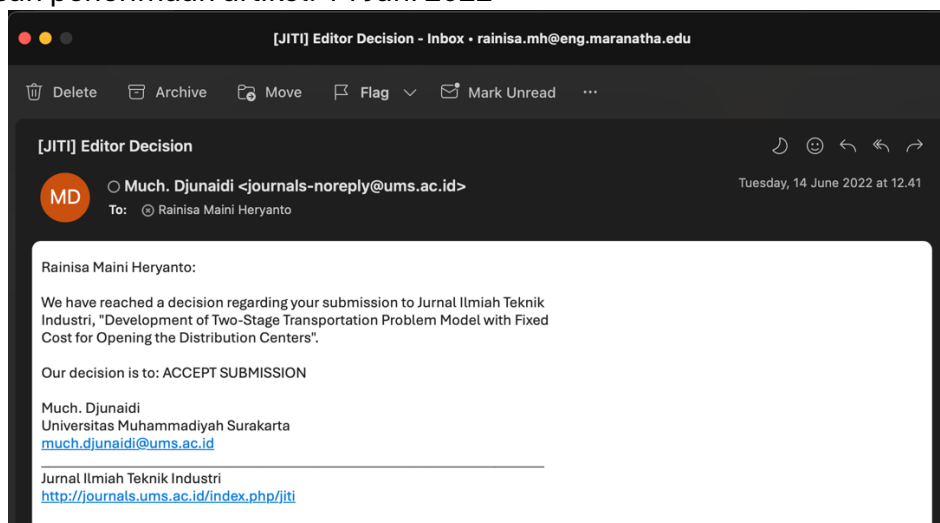 penerimaan artikel: 14 Juni 2022
[JITI] Editor Decision - Inbox • rainisa.mh@eng.maranatha.edu
Delete Archive Move Flag Mark Unread ...
[JITI] Editor Decision
MD
Much. Djunaidi <journals-noreply@ums.ac.id>
Tuesday, 14 June 2022 at 12.41
To: Rainisa Maini Heryanto
Rainisa Maini Heryanto:
We have reached a decision regarding your submission to Jurnal Ilmiah Teknik
Industri, "Development of Two-Stage Transportation Problem Model with Fixed
Cost for Opening the Distribution Centers".
Our decision is to: ACCEPT SUBMISSION
Much. Djunaidi
Universitas Muhammadiyah Surakarta
much.djunaidi@ums.ac.id
Jurnal Ilmiah Teknik Industri
http://journals.ums.ac.id/index.php/jiti